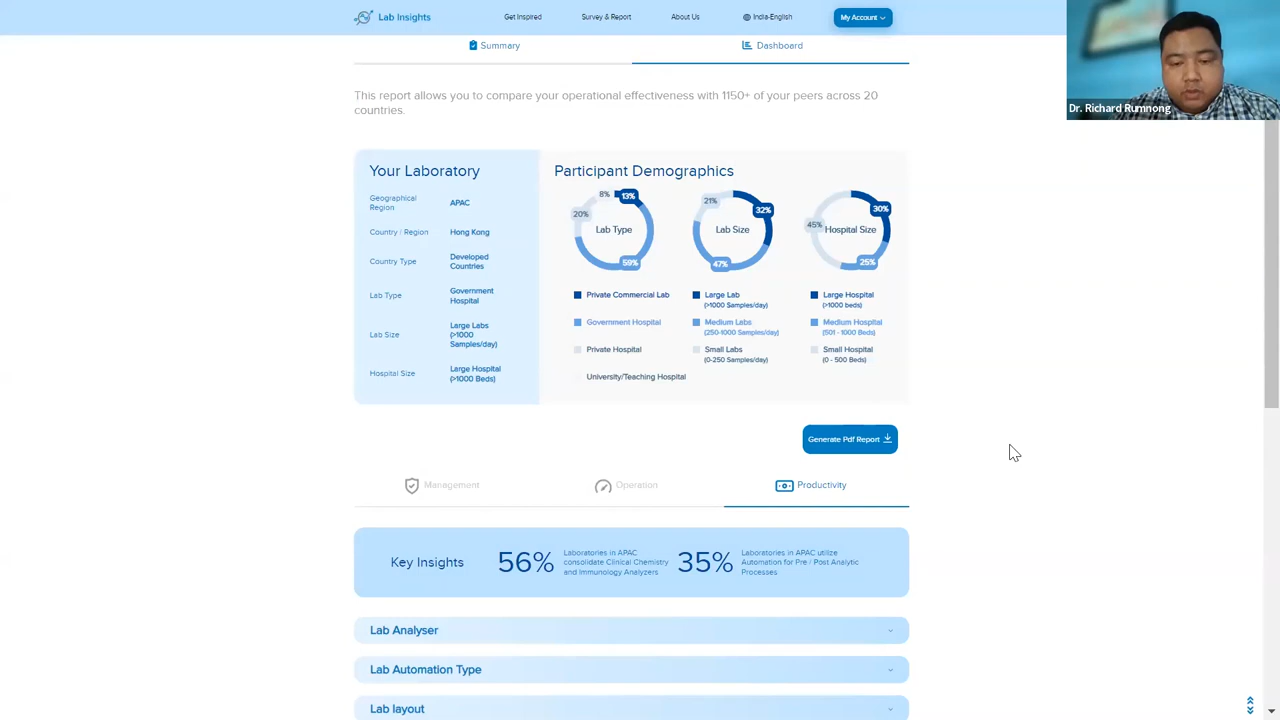 Lab Insights
Get Inspired
Survey & Report
About Us
India-English
My Account
Summary
Dashboard
Dr. Richard Rumnong
This report allows you to compare your operational effectiveness with 1150+ of your peers across 20
countries.
Your Laboratory
Geographical
Region
APAC
Country / Region
Hong Kong
Country Type
Developed
Countries
Lab Type
Government
Hospital
Lab Size
Large Labs
(>1000
Samples/day)
Hospital Size
Large Hospital
(>1000 Beds)
Participant Demographics
8%
13%
20%
Lab Type
59%
21%
32%
Lab Size
47%
30%
45%
Hospital Size
25%
Private Commercial Lab
Government Hospital
Private Hospital
University/Teaching Hospital
Large Lab
(>1000 Samples/day)
Medium Labs
(250-1000 Samples/day)
Small Labs
(0-250 Samples/day)
Large Hospital
(>1000 beds)
Medium Hospital
(501 - 1000 Beds)
Small Hospital
(0 - 500 Beds)
Generate Pdf Report
Management
Operation
Productivity
Key Insights
56%
Laboratories in APAC
consolidate Clinical Chemistry
and Immunology Analyzers
35%
Laboratories in APAC utilize
Automation for Pre / Post Analytic
Processes
Lab Analyser
Lab Automation Type
Lab layout